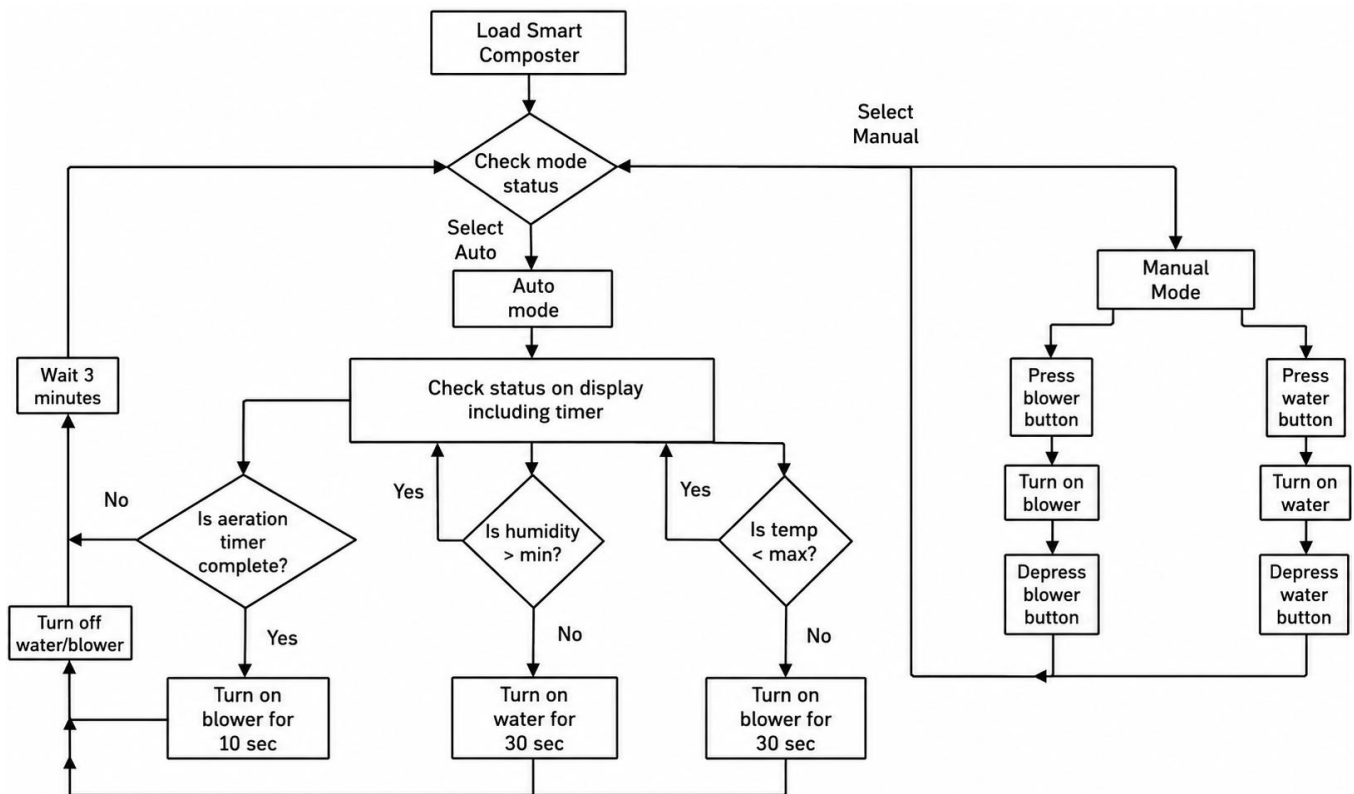 Load Smart
Composter
Select
Manual
Check mode
status
Select
Auto
Auto
mode
Manual
Mode
Wait 3
minutes
Check status on display
including timer
Press
blower
button
Press
water
button
No
Yes
Yes
Is aeration
timer
complete?
Is humidity
> min?
Is temp
< max?
Turn on
blower
Turn on
water
Depress
blower
button
Depress
water
button
Turn off
water/blower
Yes
No
No
Turn on
blower for
10 sec
Turn on
water for
30 sec
Turn on
blower for
30 sec